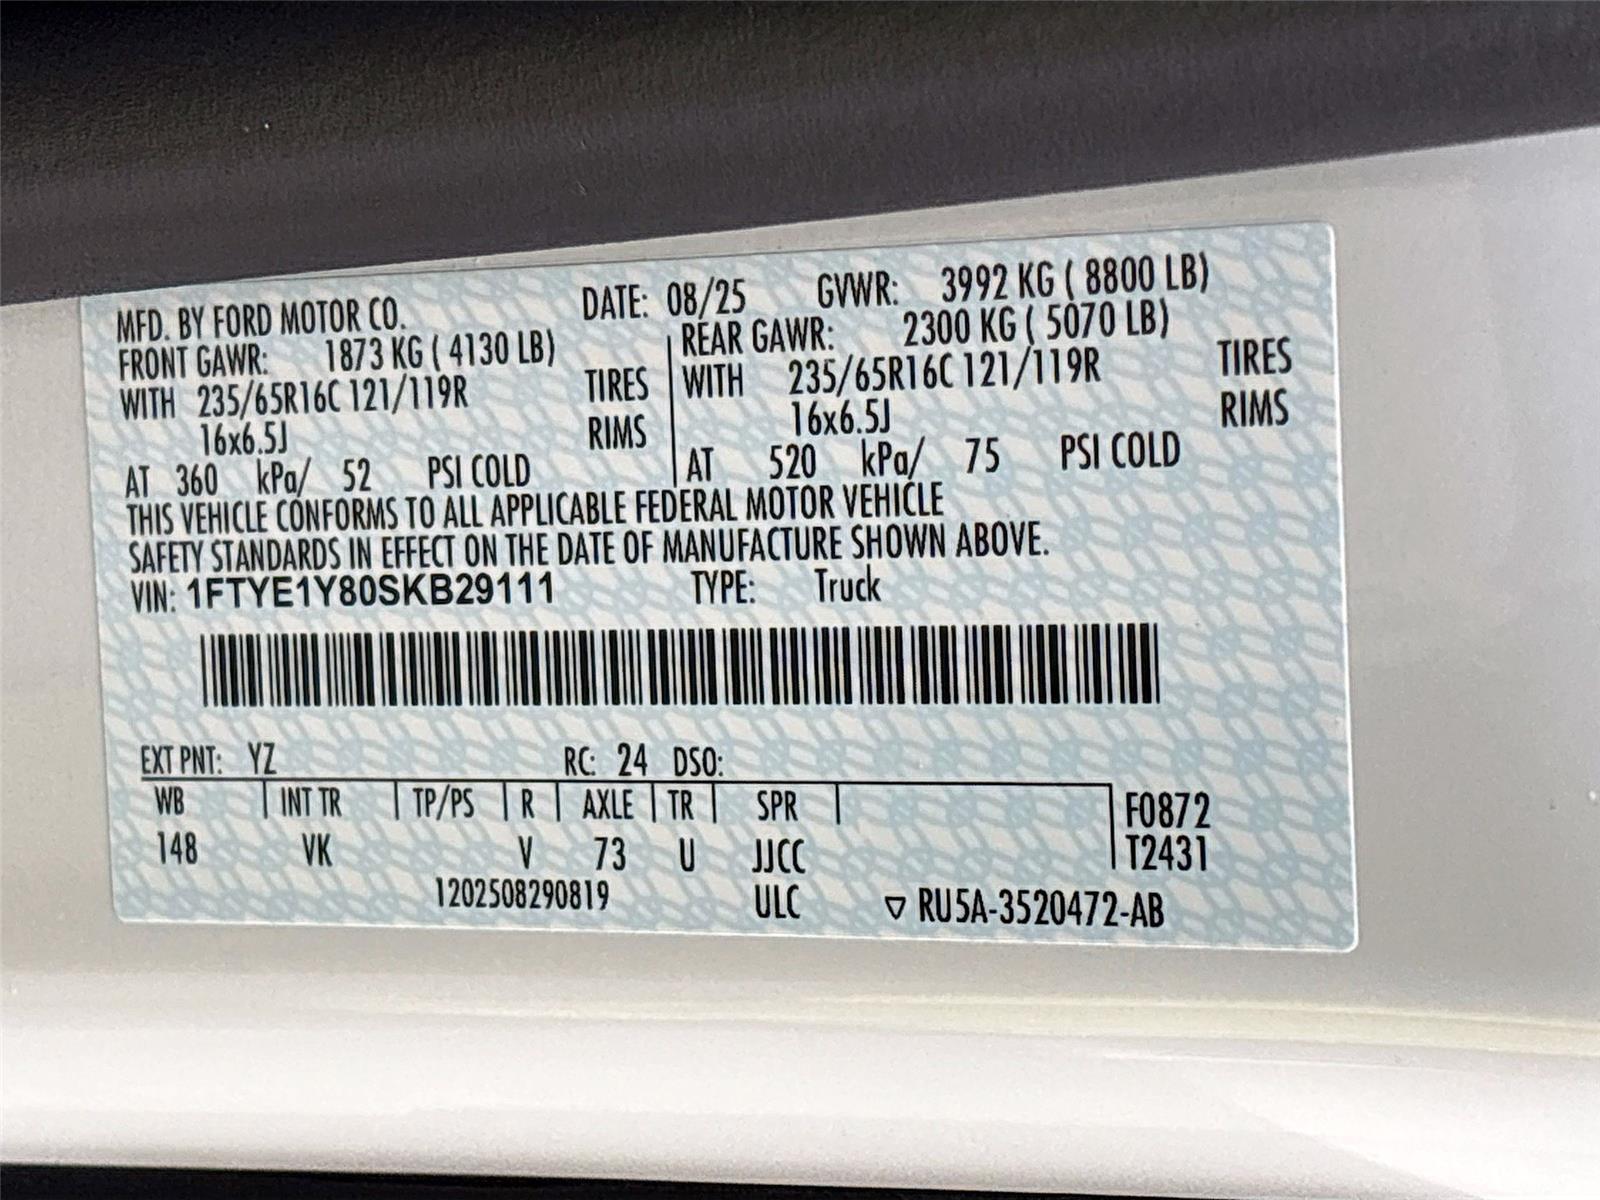 MFD. BY FORD MOTOR CO. DATE: 08/25 GVWR: 3992 KG ( 8800 LB)
FRONT GAWR: 1873 KG ( 4130 LB) REAR GAWR: 2300 KG ( 5070 LB)
WITH 235/65R16C 121/119R TIRES WITH 235/65R16C 121/119R TIRES
16x6.5J RIMS 16x6.5J RIMS
AT 360 kPa/ 52 PSI COLD AT 520 kPa/ 75 PSI COLD
THIS VEHICLE CONFORMS TO ALL APPLICABLE FEDERAL MOTOR VEHICLE
SAFETY STANDARDS IN EFFECT ON THE DATE OF MANUFACTURE SHOWN ABOVE.
VIN: 1FTYE1Y80SKB29111 TYPE: Truck
EXT PNT: YZ RC: 24 DSO:
WB INT TR TP/PS R AXLE TR SPR F0872
148 VK V 73 U JJCC T2431
1202508290819 ULC ▽ RU5A-3520472-AB